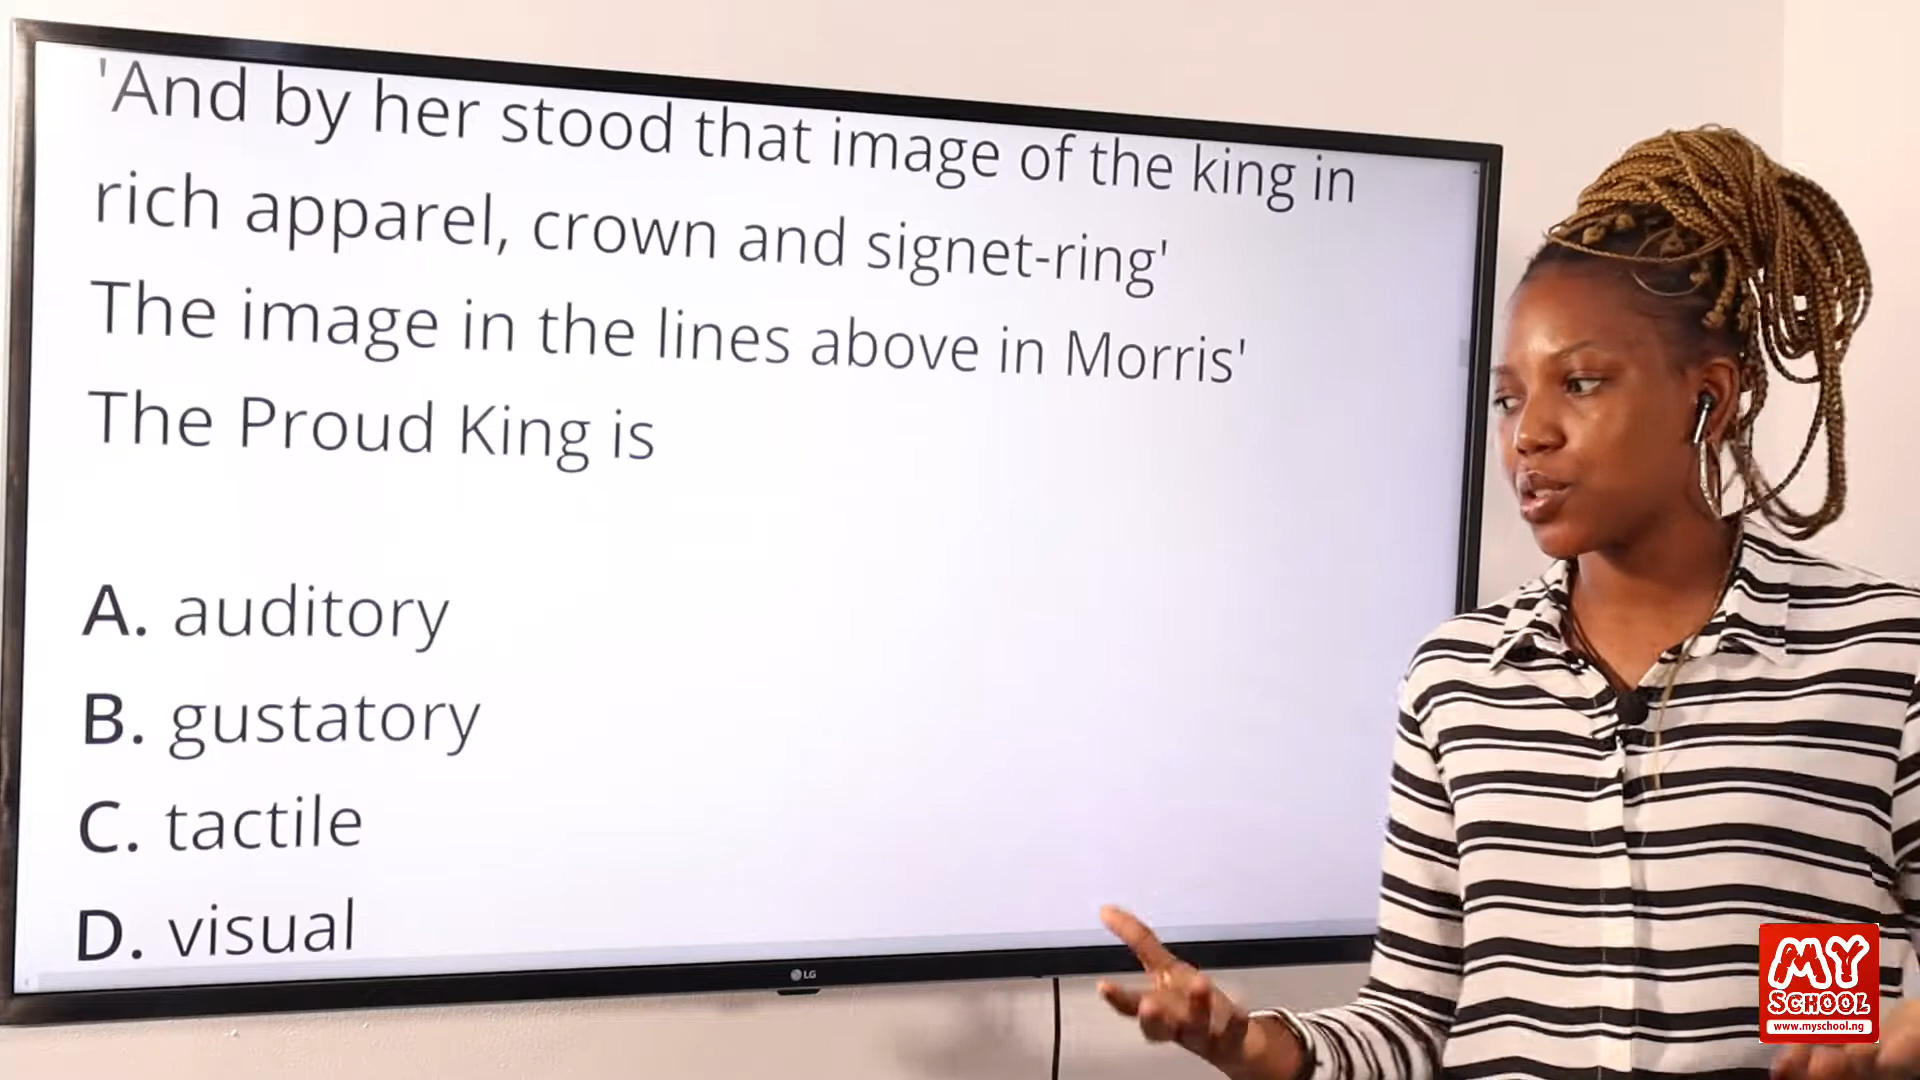 'And by her stood that image of the king in
rich apparel, crown and signet-ring'
The image in the lines above in Morris'
The Proud King is
A. auditory
B. gustatory
C. tactile
D. visual
LG
MY
SCHOOL
www.myschool.ng